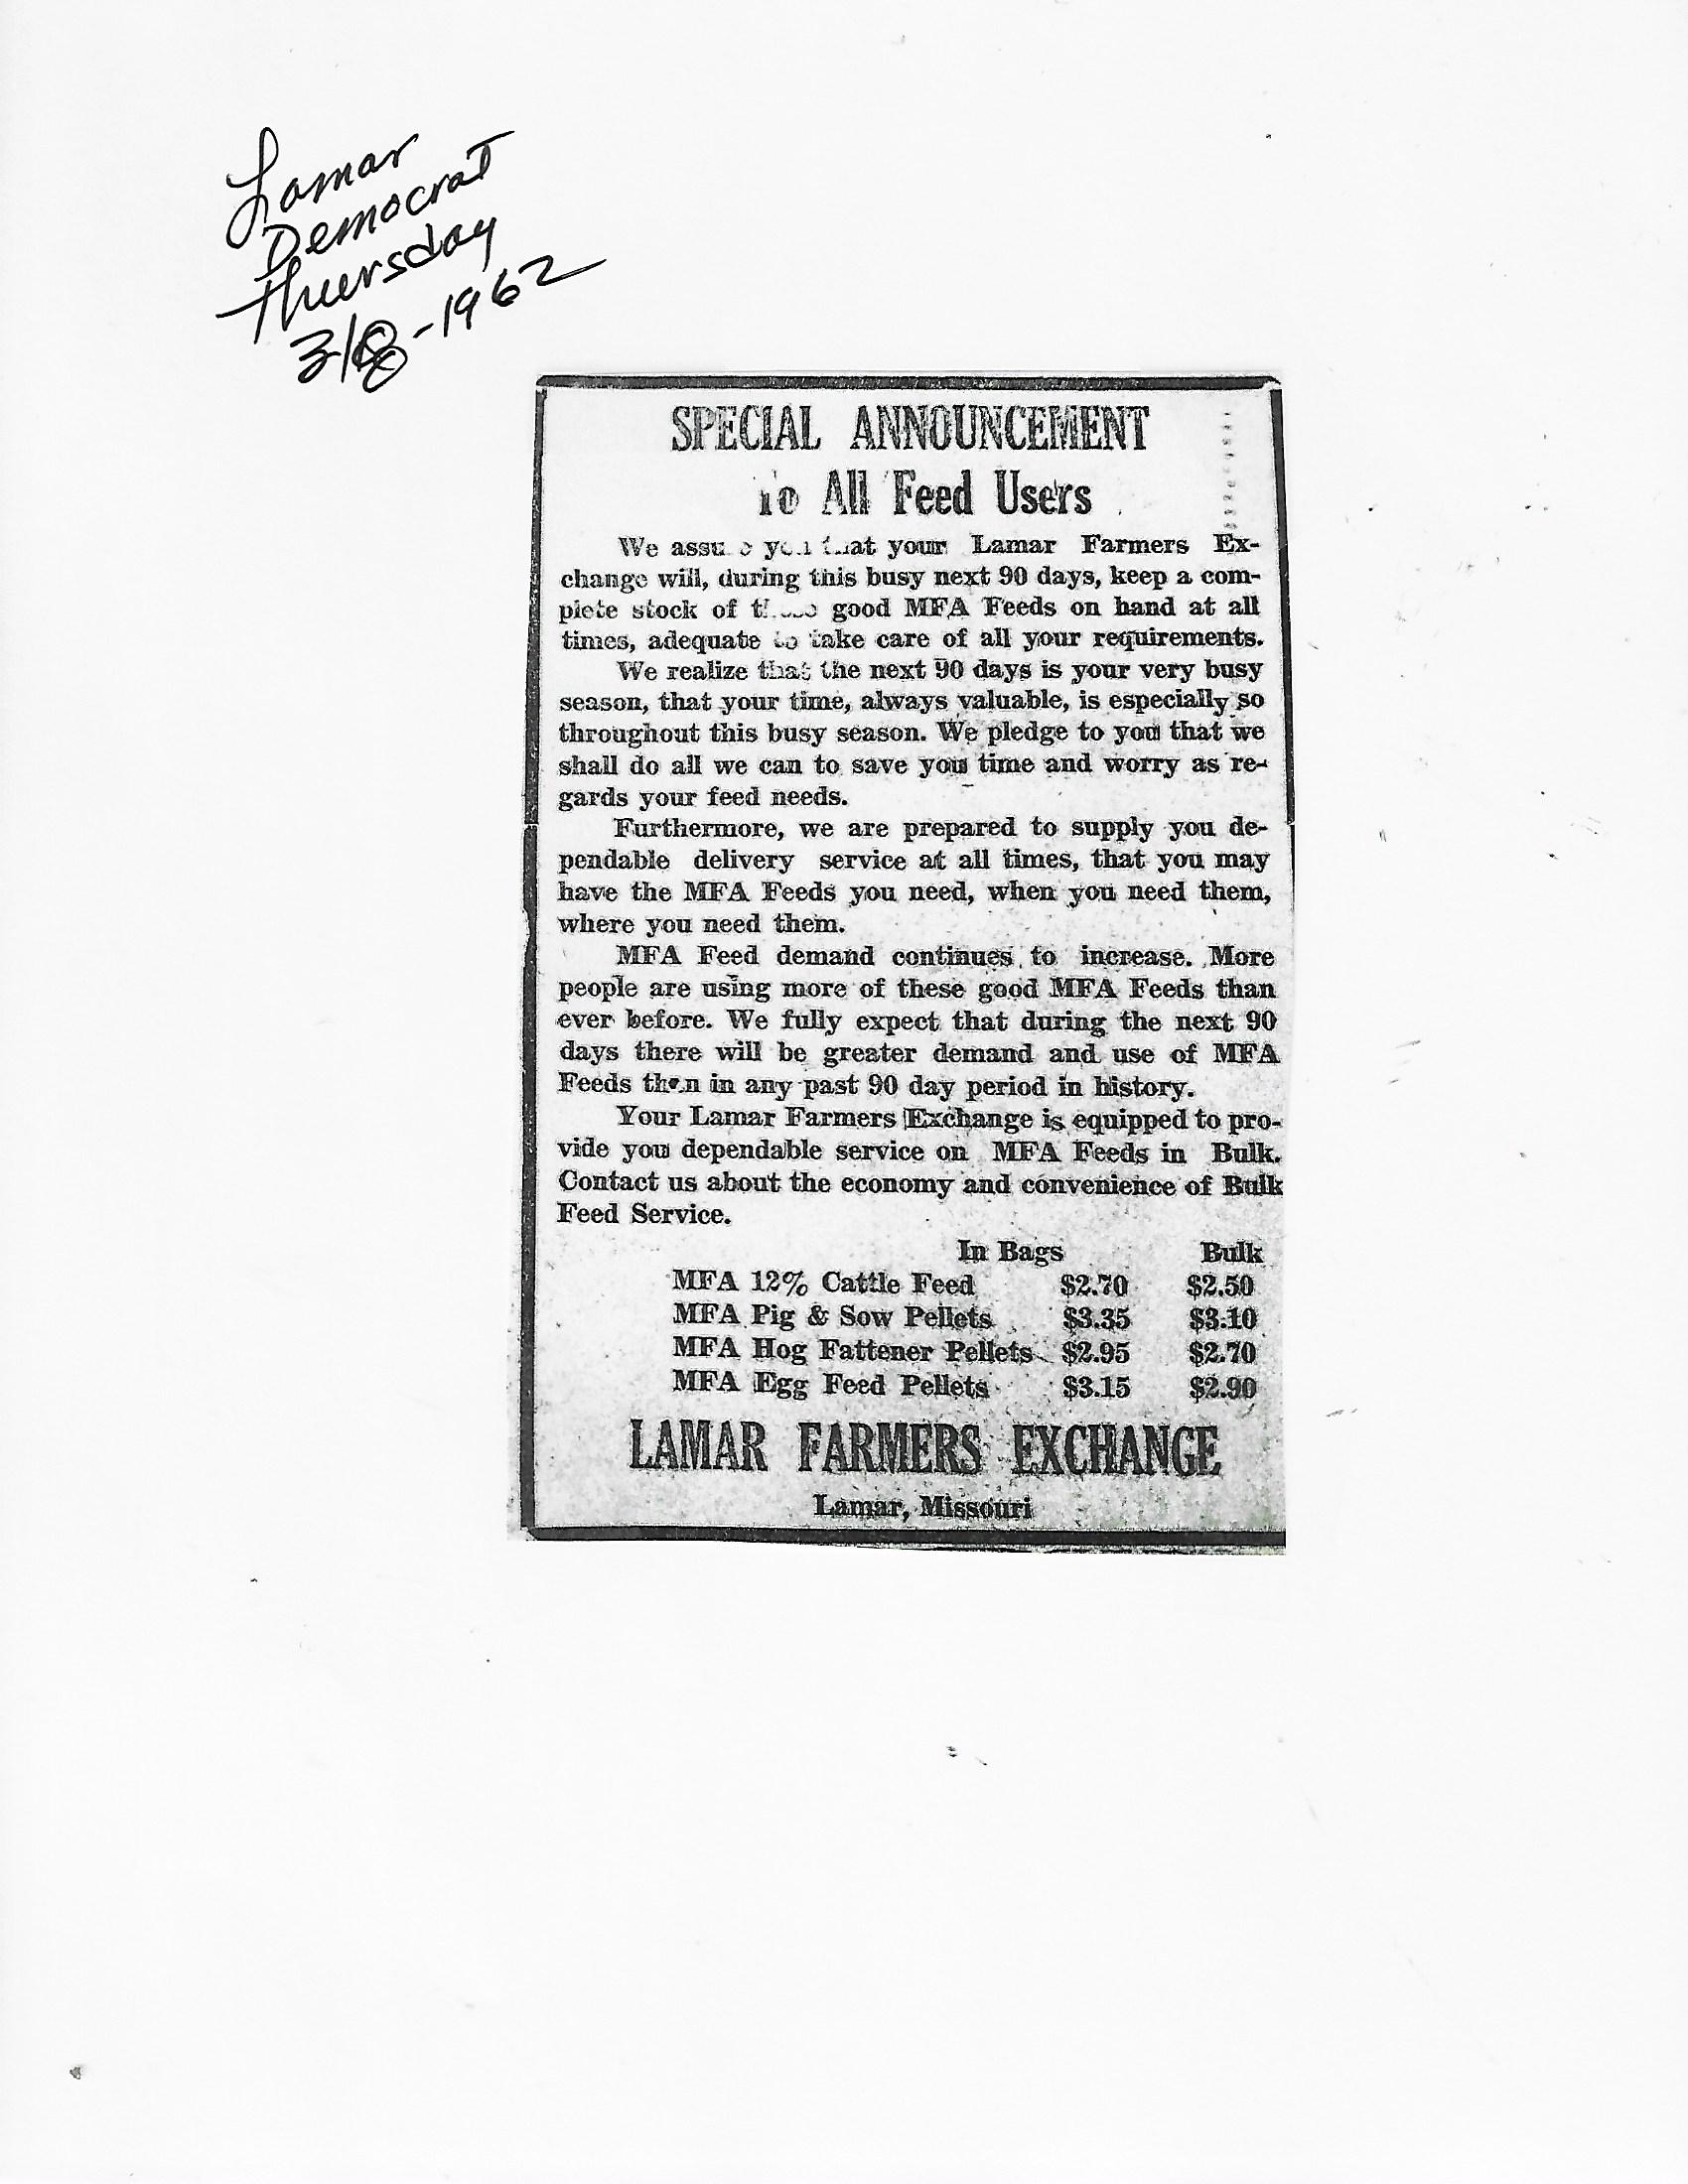 Lamar
Democrat
Thursday
3/8-1962
SPECIAL ANNOUNCEMENT
To All Feed Users
We assure you that your Lamar Farmers Ex-
change will, during this busy next 90 days, keep a com-
plete stock of these good MFA Feeds on hand at all
times, adequate to take care of all your requirements.
We realize that the next 90 days is your very busy
season, that your time, always valuable, is especially so
throughout this busy season. We pledge to you that we
shall do all we can to save you time and worry as re-
gards your feed needs.
Furthermore, we are prepared to supply you de-
pendable delivery service at all times, that you may
have the MFA Feeds you need, when you need them,
where you need them.
MFA Feed demand continues to increase. More
people are using more of these good MFA Feeds than
ever before. We fully expect that during the next 90
days there will be greater demand and use of MFA
Feeds than in any past 90 day period in history.
Your Lamar Farmers Exchange is equipped to pro-
vide you dependable service on MFA Feeds in Bulk.
Contact us about the economy and convenience of Bulk
Feed Service.
In Bags Bulk
MFA 12% Cattle Feed $2.70 $2.50
MFA Pig & Sow Pellets $3.35 $3.10
MFA Hog Fattener Pellets $2.95 $2.70
MFA Egg Feed Pellets $3.15 $2.90
LAMAR FARMERS EXCHANGE
Lamar, Missouri